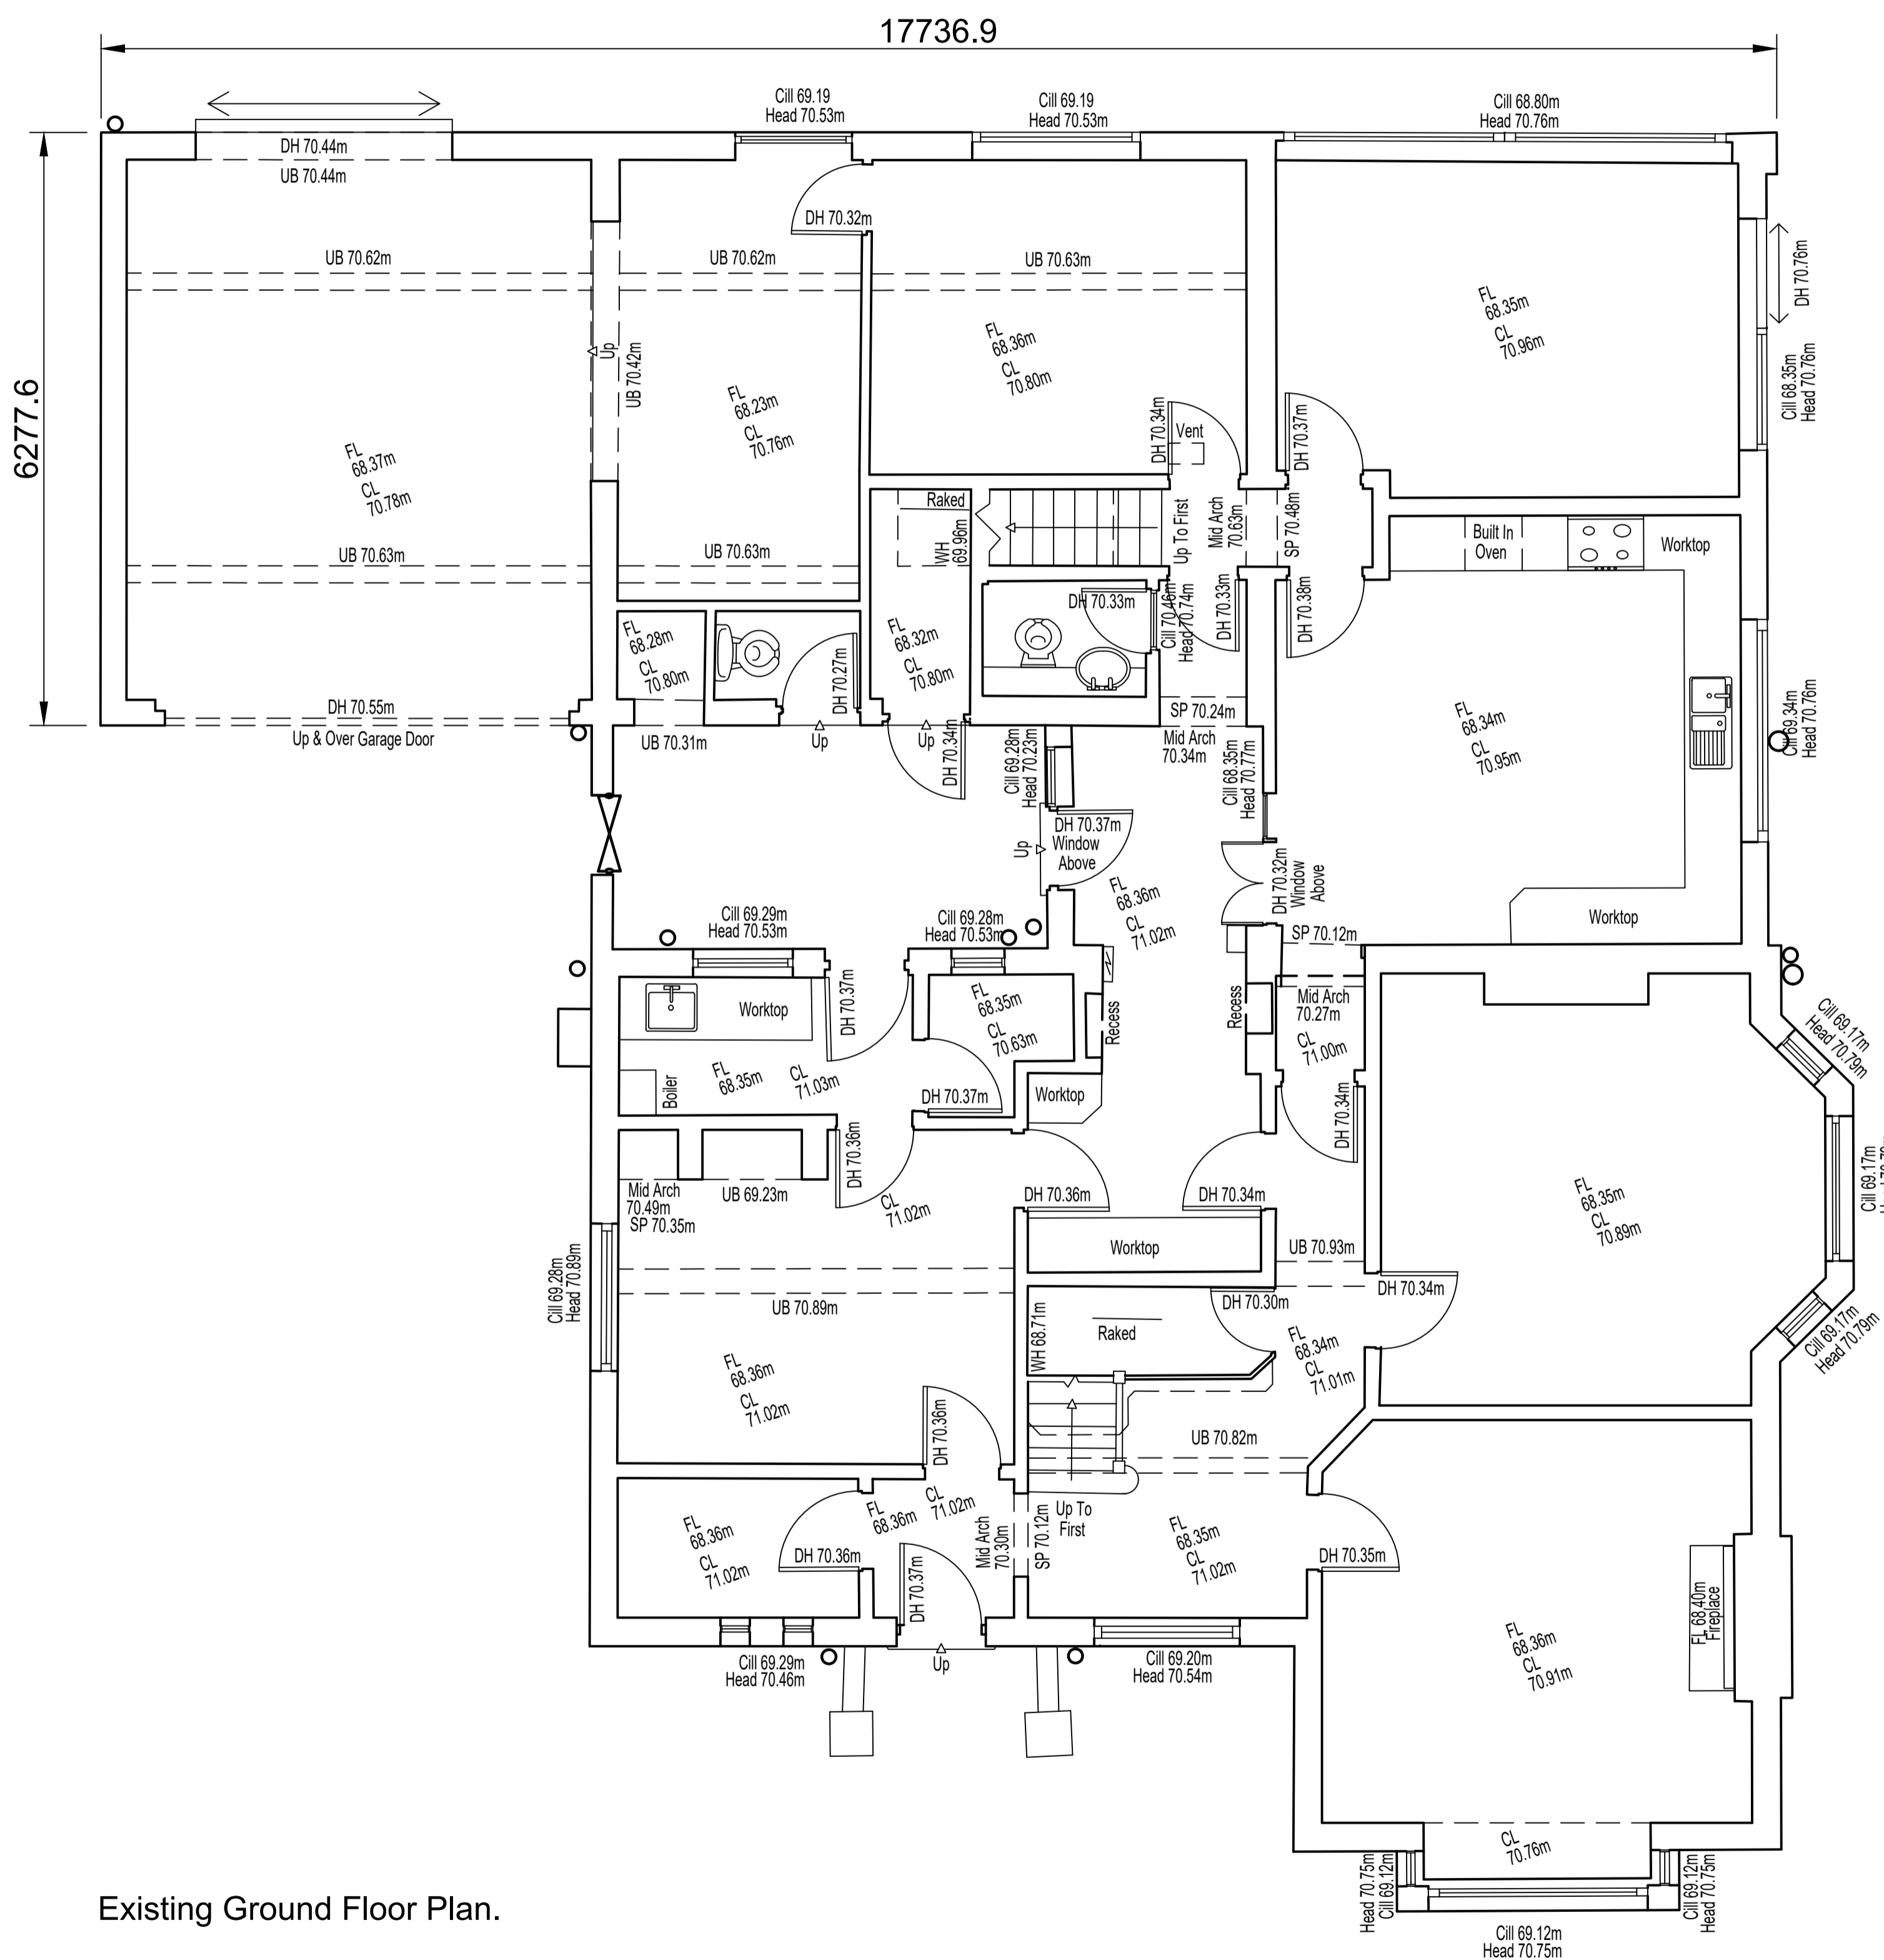 17736.9
6277.6
Cill 69.19
Head 70.53m
Cill 69.19
Head 70.53m
Cill 68.80m
Head 70.76m
DH 70.44m
UB 70.44m
DH 70.32m
UB 70.62m
UB 70.62m
UB 70.63m
DH 70.76m
Cill 68.35m
Head 70.76m
Up
UB 70.42m
FL
68.37m
CL
70.78m
FL
68.23m
CL
70.76m
FL
68.36m
CL
70.80m
FL
68.35m
CL
70.96m
DH 70.34m
Vent
DH 70.37m
UB 70.63m
UB 70.63m
Raked
WH
69.96m
Up To First
Mid Arch
70.63m
SP 70.48m
Built In
Oven
Worktop
DH 70.33m
Cill 70.46m
Head 70.74m
DH 70.33m
DH 70.38m
FL
68.28m
CL
70.80m
DH 70.27m
FL
68.32m
CL
70.80m
DH 70.55m
Up & Over Garage Door
UB 70.31m
Up
Up
DH 70.34m
SP 70.24m
Mid Arch
70.34m
Cill 69.28m
Head 70.23m
Cill 68.35m
Head 70.77m
FL
68.34m
CL
70.95m
Cill 69.34m
Head 70.76m
Up
DH 70.37m
Window
Above
FL
68.36m
CL
71.02m
DH 70.32m
Window
Above
Worktop
Cill 69.29m
Head 70.53m
Cill 69.28m
Head 70.53m
SP 70.12m
Worktop
DH 70.37m
FL
68.35m
CL
70.63m
Recess
Recess
Mid Arch
70.27m
CL
71.00m
Cill 69.17m
Head 70.79m
Boiler
FL
68.35m
CL
71.03m
DH 70.37m
Worktop
DH 70.34m
DH 70.36m
Mid Arch
70.49m
SP 70.35m
UB 69.23m
CL
71.02m
DH 70.36m
DH 70.34m
FL
68.35m
CL
70.89m
Cill 69.17m
Worktop
UB 70.93m
Cill 69.28m
Head 70.89m
UB 70.89m
DH 70.34m
DH 70.30m
WH 68.71m
Raked
FL
68.34m
CL
71.01m
Cill 69.17m
Head 70.79m
FL
68.36m
CL
71.02m
DH 70.36m
UB 70.82m
Up To
First
FL
68.36m
CL
71.02m
FL
68.36m
CL
71.02m
Mid Arch
70.30m
SP 70.12m
FL
68.35m
CL
71.02m
DH 70.36m
DH 70.37m
DH 70.35m
FL 68.40m
Fireplace
FL
68.36m
CL
70.91m
Cill 69.29m
Head 70.46m
Up
Cill 69.20m
Head 70.54m
CL
70.76m
Head 70.75m
Cill 69.12m
Cill 69.12m
Head 70.75m
Cill 69.12m
Head 70.75m
Existing Ground Floor Plan.